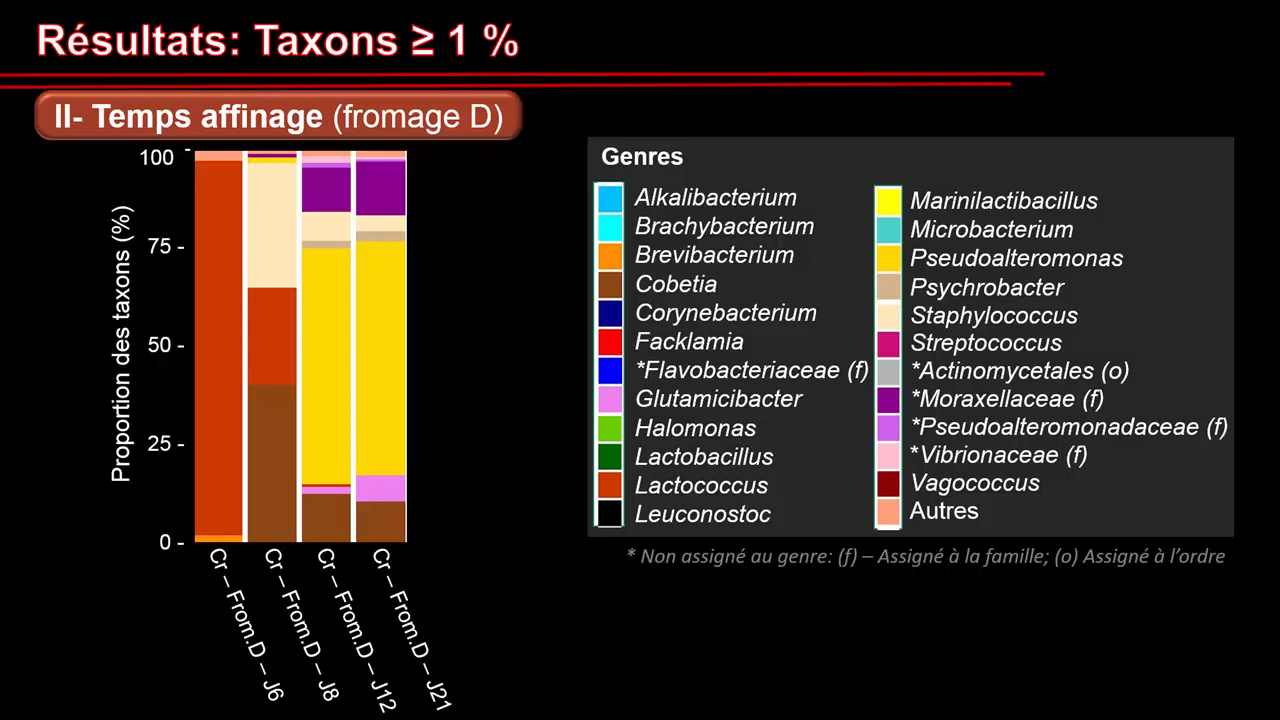 Résultats: Taxons ≥ 1 %
II- Temps affinage (fromage D)
Proportion des taxons (%)
100 -
75 -
50 -
25 -
0 -
Cr – From.D – J6
Cr – From.D – J8
Cr – From.D – J12
Cr – From.D – J21
Genres
Alkalibacterium
Brachybacterium
Brevibacterium
Cobetia
Corynebacterium
Facklamia
*Flavobacteriaceae (f)
Glutamicibacter
Halomonas
Lactobacillus
Lactococcus
Leuconostoc
Marinilactibacillus
Microbacterium
Pseudoalteromonas
Psychrobacter
Staphylococcus
Streptococcus
*Actinomycetales (o)
*Moraxellaceae (f)
*Pseudoalteromonadaceae (f)
*Vibrionaceae (f)
Vagococcus
Autres
* Non assigné au genre: (f) – Assigné à la famille; (o) Assigné à l'ordre